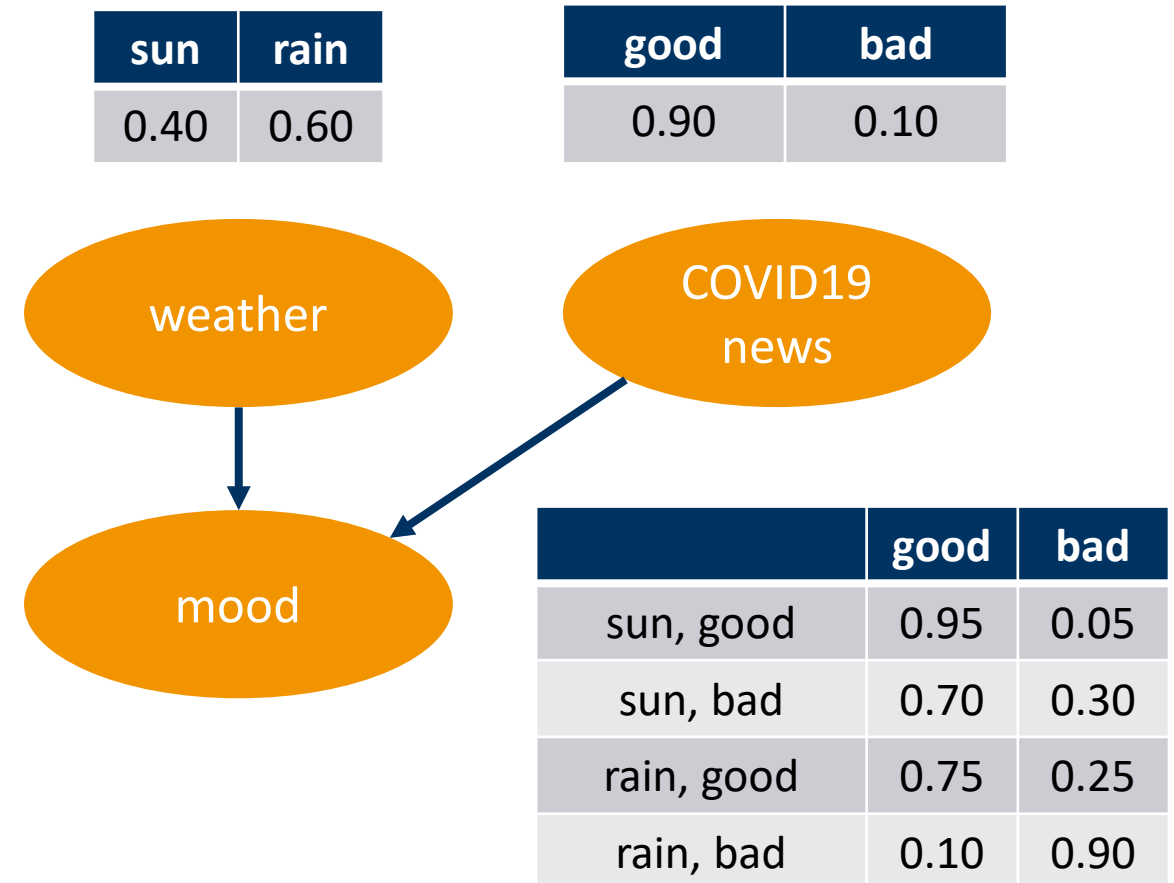 sun rain
0.40 0.60
good bad
0.90 0.10
weather
COVID19
news
mood
good bad
sun, good 0.95 0.05
sun, bad 0.70 0.30
rain, good 0.75 0.25
rain, bad 0.10 0.90